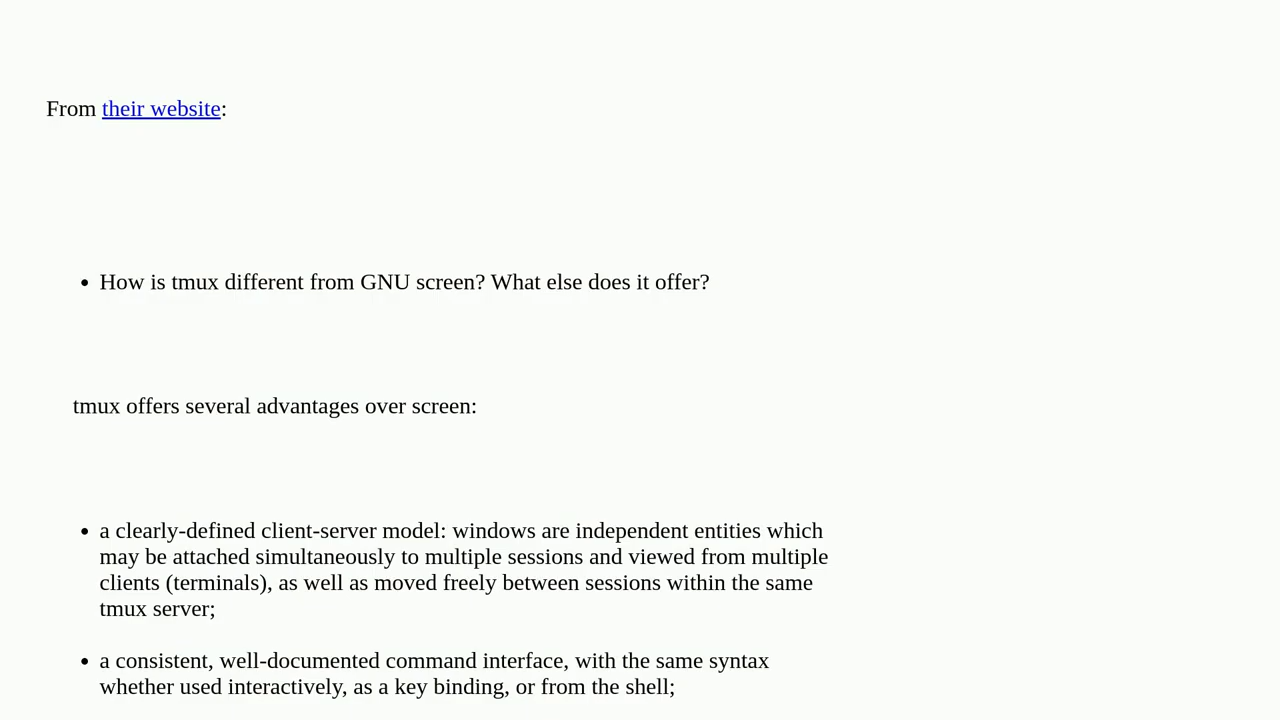 From their website:
• How is tmux different from GNU screen? What else does it offer?
tmux offers several advantages over screen:
• a clearly-defined client-server model: windows are independent entities which
may be attached simultaneously to multiple sessions and viewed from multiple
clients (terminals), as well as moved freely between sessions within the same
tmux server;
• a consistent, well-documented command interface, with the same syntax
whether used interactively, as a key binding, or from the shell;